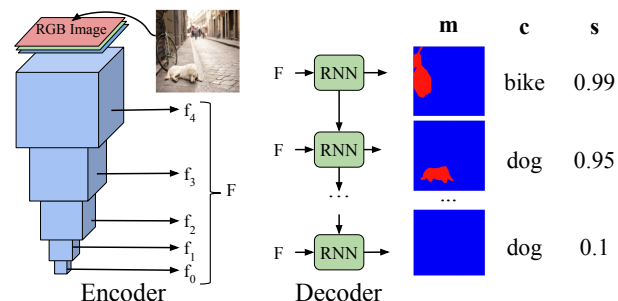 RGB Image
f4
f3
f2
f1
f0
F
Encoder
m c s
F RNN bike 0.99
F RNN dog 0.95
... ...
F RNN dog 0.1
Decoder